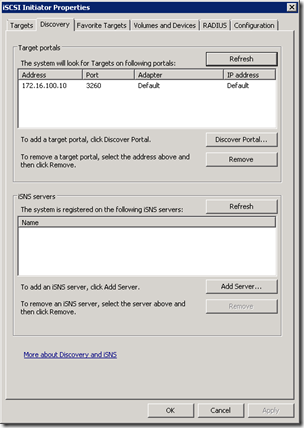 iSCSI Initiator Properties
Targets Discovery Favorite Targets Volumes and Devices RADIUS Configuration
Target portals
The system will look for Targets on following portals: Refresh
Address Port Adapter IP address
172.16.100.10 3260 Default Default
To add a target portal, click Discover Portal. Discover Portal...
To remove a target portal, select the address above and
then click Remove. Remove
iSNS servers
The system is registered on the following iSNS servers: Refresh
Name
To add an iSNS server, click Add Server. Add Server...
To remove an iSNS server, select the server above and
then click Remove. Remove
More about Discovery and iSNS
OK Cancel Apply